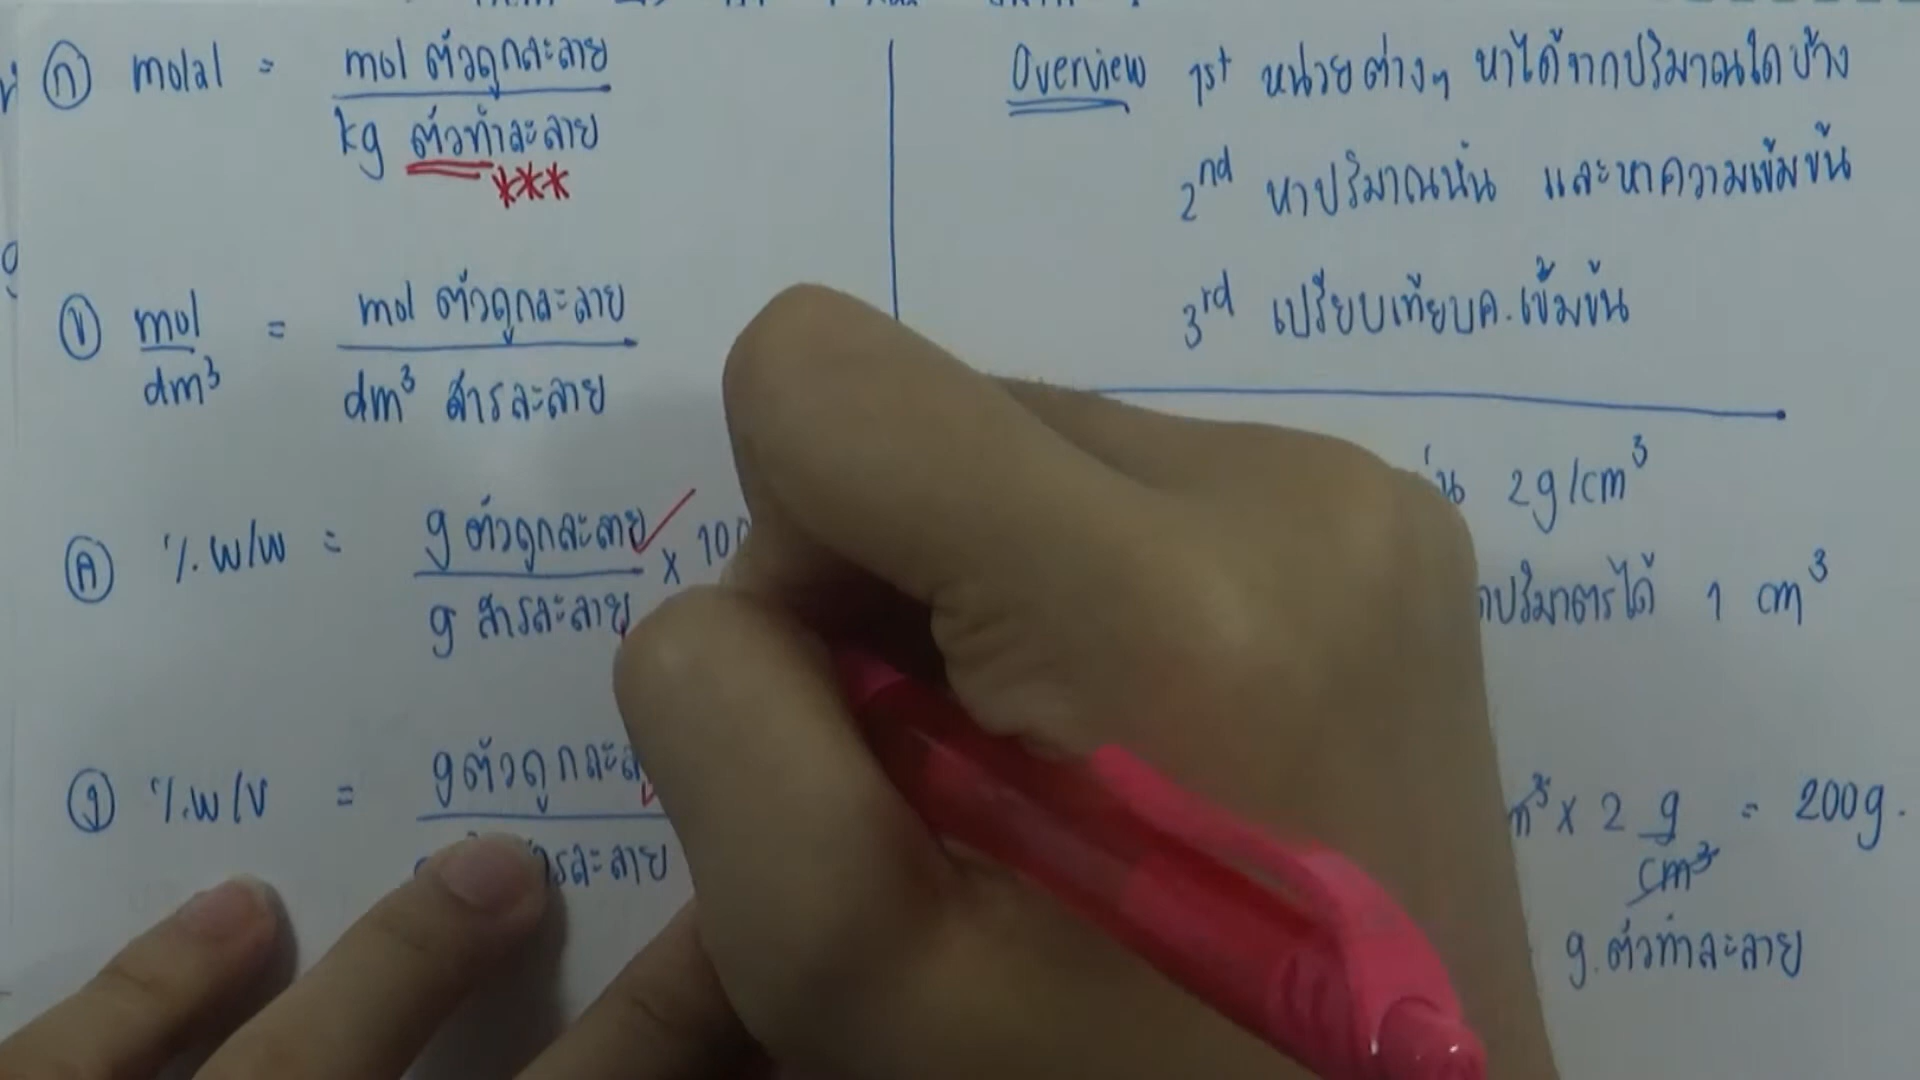 ก molal = mol ตัวถูกละลาย
kg ตัวทำละลาย
***
ข mol = mol ตัวถูกละลาย
dm³ dm³ สารละลาย
ค %w/w = g ตัวถูกละลาย x 100
g สารละลาย
ง %w/v = g ตัวถูก
สารละลาย
Overview 1st หน่วยต่างๆ หาได้จากปริมาณใดบ้าง
2nd หาปริมาณนั้น และหาความเข้มข้น
3rd เปรียบเทียบค.เข้มข้น
2g/cm³
ปริมาตรได้ 1 cm³
x 2 g = 200g.
cm³
g.ตัวทำละลาย